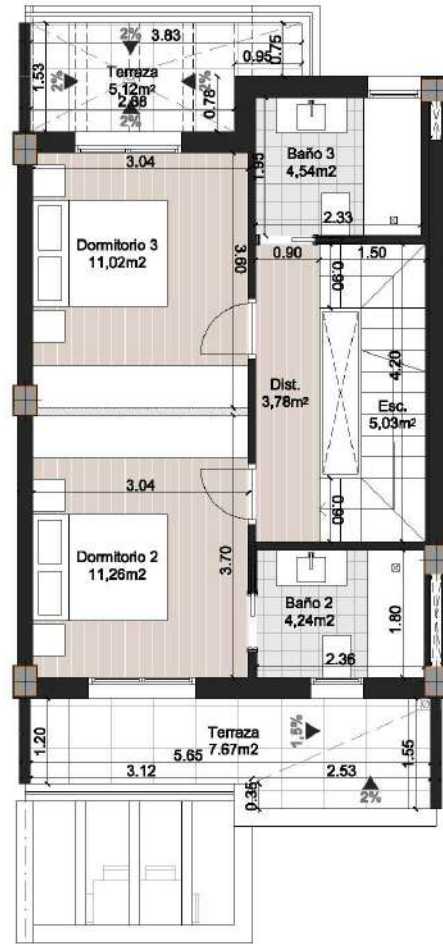 3.83
0.75
2%
0.95
1.53
Terraza
5.12m2
2%
2%
2.88
2%
0.78
3.04
1.95
Baño 3
4,54m2
2.33
Dormitorio 3
11,02m2
3.60
0.90
1.50
0.90
4.20
Dist.
3,78m²
Esc.
5,03m²
3.04
0.90
Dormitorio 2
11,26m2
3.70
Baño 2
4,24m2
1.80
2.36
1.20
Terraza
7.67m2
1,5%
5.65
1.55
3.12
2.53
0.35
2%